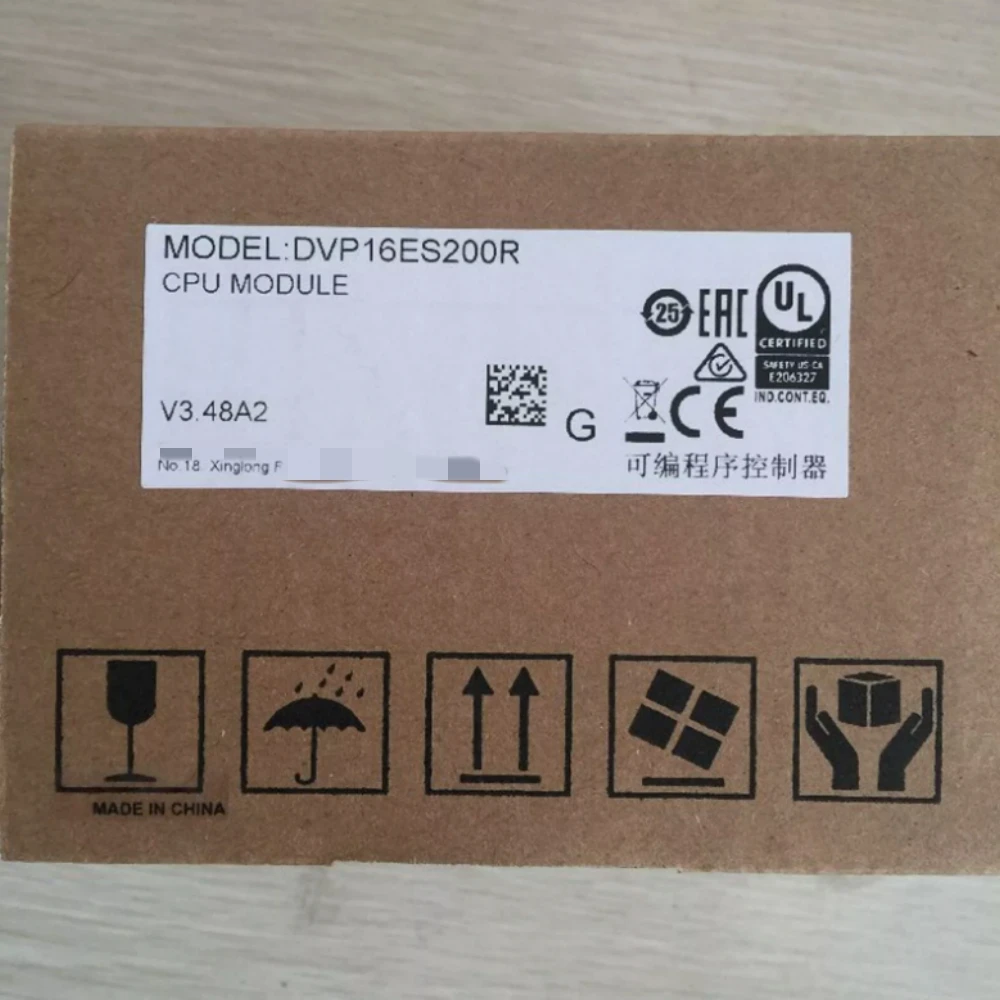 MODEL:DVP16ES200R
CPU MODULE
25
EAC
UL
CERTIFIED
SAFETY US-CA
E206327
IND.CONT.EQ.
V3.48A2
G
CE
No 18 Xinglong
可编程序控制器
MADE IN CHINA